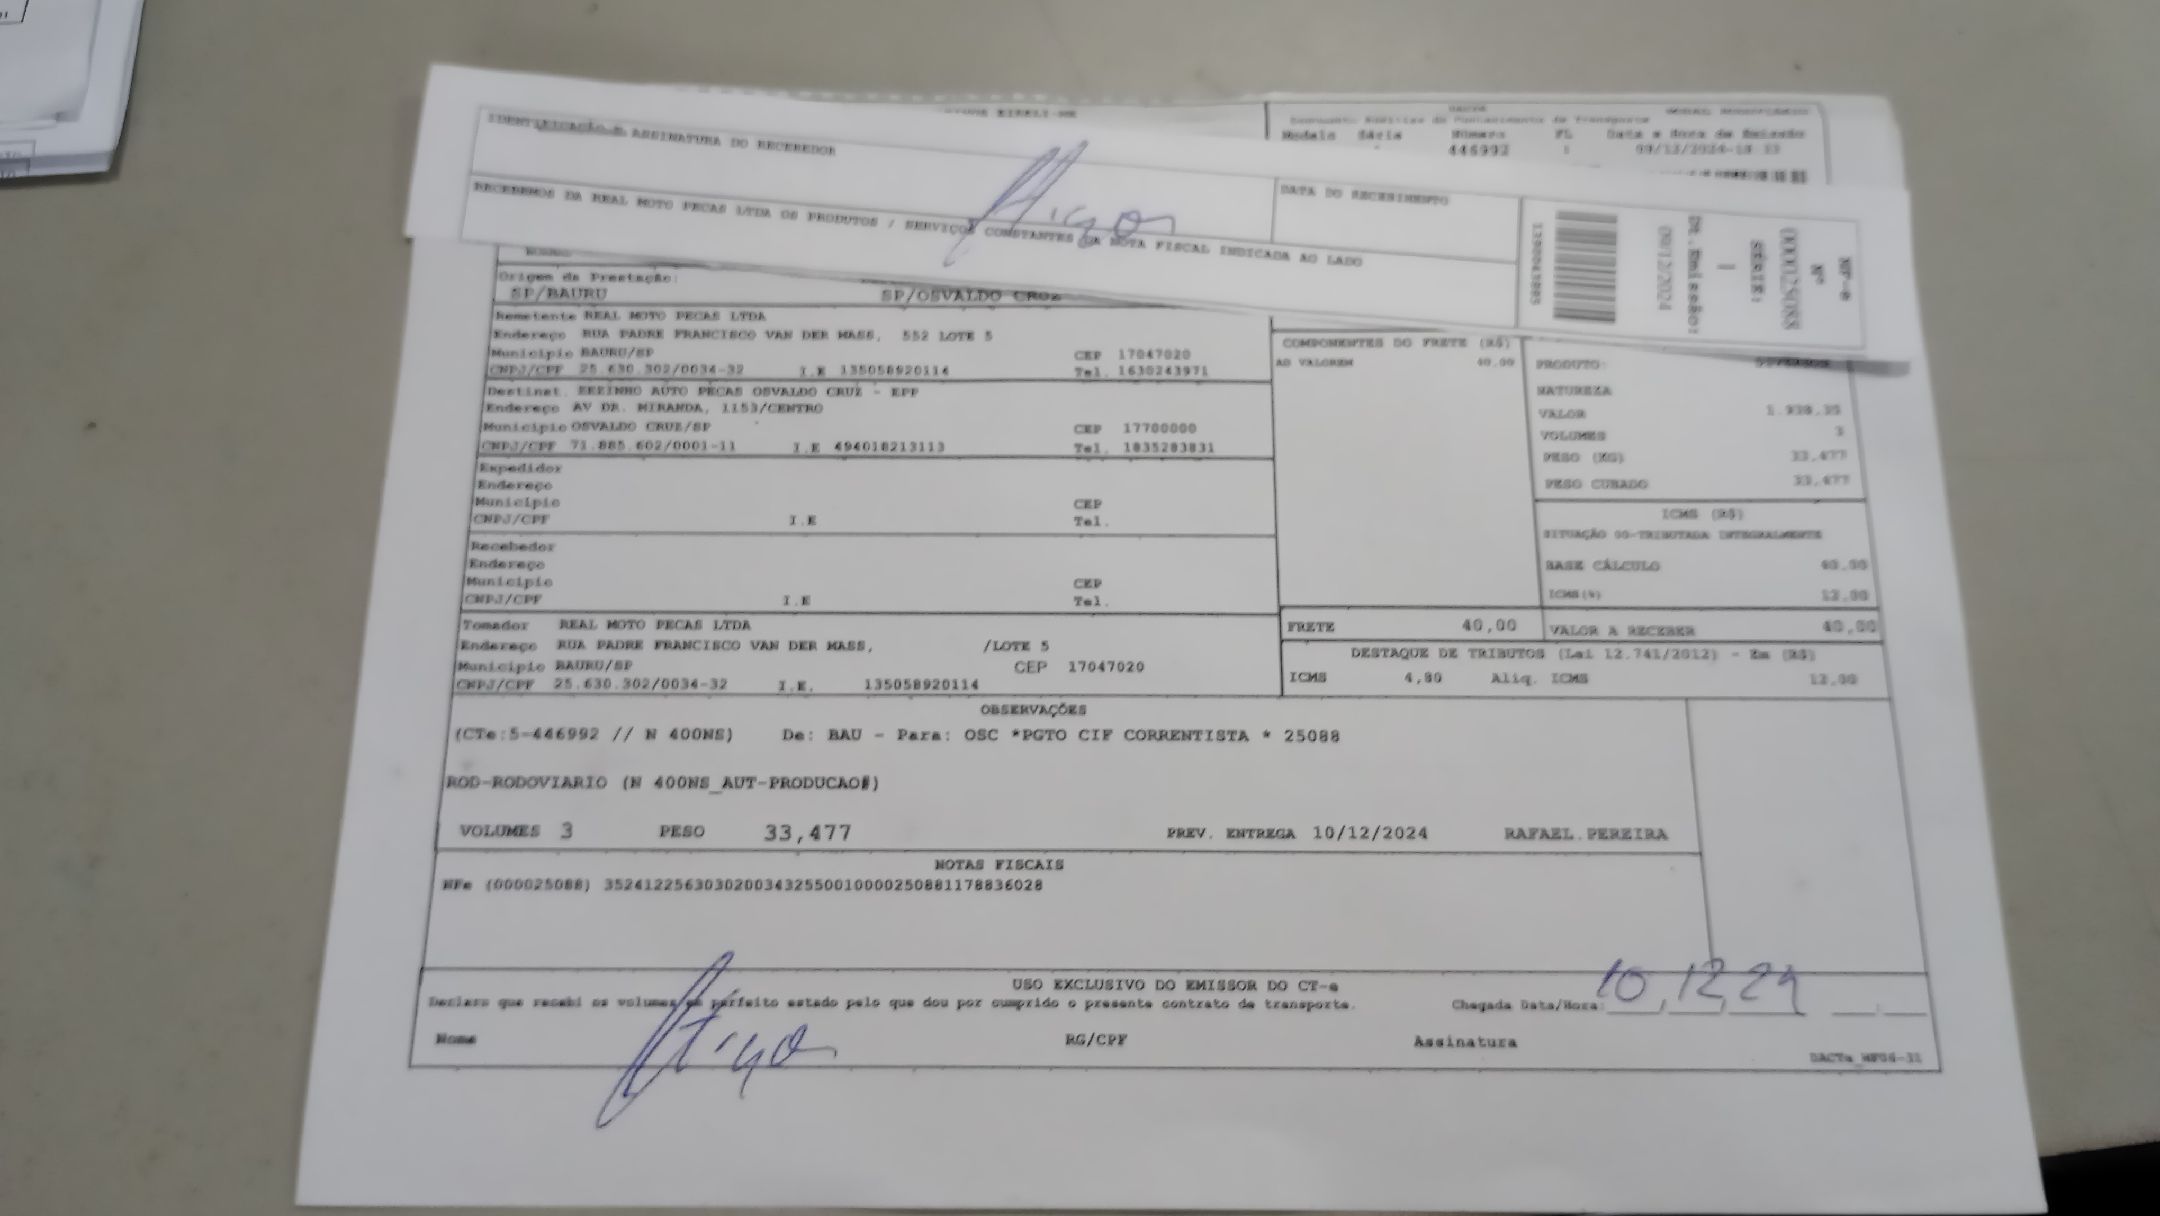 IDENTIFICAÇÃO E ASSINATURA DO RECEBEDOR
DATA DO RECEBIMENTO
RECEBEMOS DA REAL MOTO PECAS LTDA OS PRODUTOS / SERVIÇOS CONSTANTES DA NOTA FISCAL INDICADA AO LADO
NF-e
Nº
000025088
SÉRIE:
1
Dt.Emissão:
09/12/2024
EIRELI-ME
Modelo Série Número FL Data e Hora de Emissão
446992 1
Origem da Prestação:
SP/BAURU SP/OSVALDO CRUZ
Remetente REAL MOTO PECAS LTDA
Endereço RUA PADRE FRANCISCO VAN DER MASS, 552 LOTE 5
Município BAURU/SP CEP 17047020
CNPJ/CPF 25.630.302/0034-32 I.E 135058920114 Tel. 1630243971
Destinat. EEZINHO AUTO PECAS OSVALDO CRUZ - EPP
Endereço AV DR. MIRANDA, 1153/CENTRO
Município OSVALDO CRUZ/SP CEP 17700000
CNPJ/CPF 71.885.602/0001-11 I.E 494018213113 Tel. 1835283831
Expedidor
Endereço
Município CEP
CNPJ/CPF I.E Tel.
Recebedor
Endereço
Município CEP
CNPJ/CPF I.E Tel.
Tomador REAL MOTO PECAS LTDA
Endereço RUA PADRE FRANCISCO VAN DER MASS, /LOTE 5
Município BAURU/SP CEP 17047020
CNPJ/CPF 25.630.302/0034-32 I.E. 135058920114
COMPONENTES DO FRETE (R$)
AD VALOREM 40.00
FRETE 40,00
PRODUTO:
NATUREZA
VALOR 1.938,35
VOLUMES 3
PESO (KG) 33,477
PESO CUBADO 33,477
ICMS (R$)
SITUAÇÃO 00-TRIBUTADA INTEGRALMENTE
BASE CÁLCULO 40,00
ICMS(%) 12,00
VALOR A RECEBER 40,00
DESTAQUE DE TRIBUTOS (Lei 12.741/2012) - Em (R$)
ICMS 4,80 Aliq. ICMS 12,00
OBSERVAÇÕES
(CTe:5-446992 // N 400NS) De: BAU - Para: OSC *PGTO CIF CORRENTISTA * 25088
ROD-RODOVIARIO (N 400NS_AUT-PRODUCAO#)
VOLUMES 3 PESO 33,477 PREV. ENTREGA 10/12/2024 RAFAEL.PEREIRA
NOTAS FISCAIS
NFe (000025088) 35241225630302003432550010000250881178836028
USO EXCLUSIVO DO EMISSOR DO CT-e
Declaro que recebi os volumes em perfeito estado pelo que dou por cumprido o presente contrato de transporte. Chegada Data/Hora: 10/12/24
Nome RG/CPF Assinatura